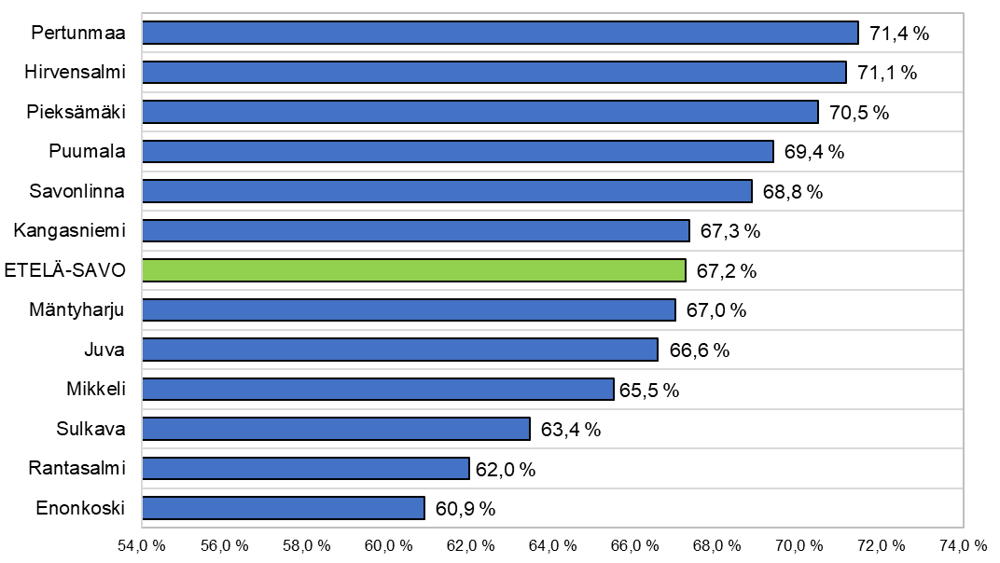 Pertunmaa 71,4 %
Hirvensalmi 71,1 %
Pieksämäki 70,5 %
Puumala 69,4 %
Savonlinna 68,8 %
Kangasniemi 67,3 %
ETELÄ-SAVO 67,2 %
Mäntyharju 67,0 %
Juva 66,6 %
Mikkeli 65,5 %
Sulkava 63,4 %
Rantasalmi 62,0 %
Enonkoski 60,9 %
54,0 % 56,0 % 58,0 % 60,0 % 62,0 % 64,0 % 66,0 % 68,0 % 70,0 % 72,0 % 74,0 %